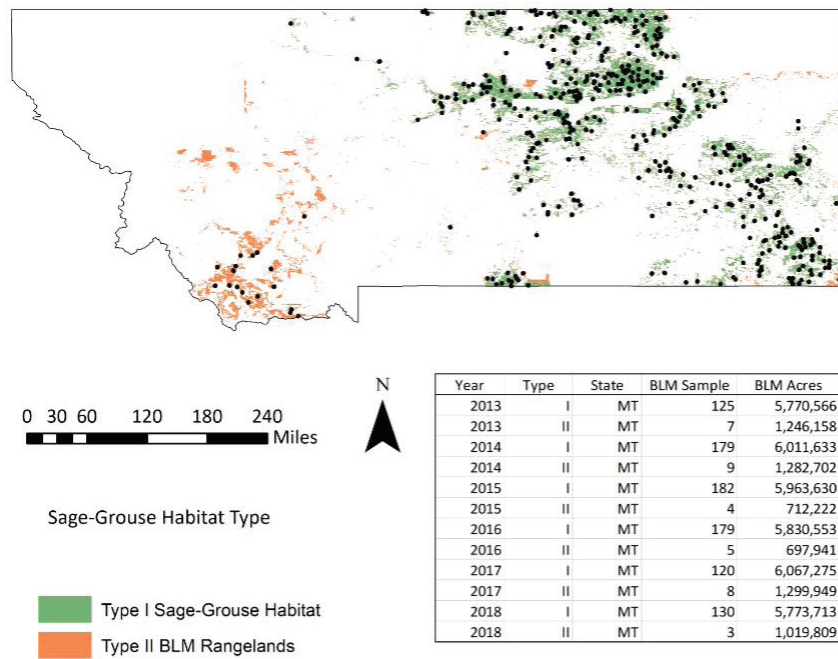 N
0 30 60 120 180 240
Miles
Sage-Grouse Habitat Type
Type I Sage-Grouse Habitat
Type II BLM Rangelands
Year Type State BLM Sample BLM Acres
2013 I MT 125 5,770,566
2013 II MT 7 1,246,158
2014 I MT 179 6,011,633
2014 II MT 9 1,282,702
2015 I MT 182 5,963,630
2015 II MT 4 712,222
2016 I MT 179 5,830,553
2016 II MT 5 697,941
2017 I MT 120 6,067,275
2017 II MT 8 1,299,949
2018 I MT 130 5,773,713
2018 II MT 3 1,019,809